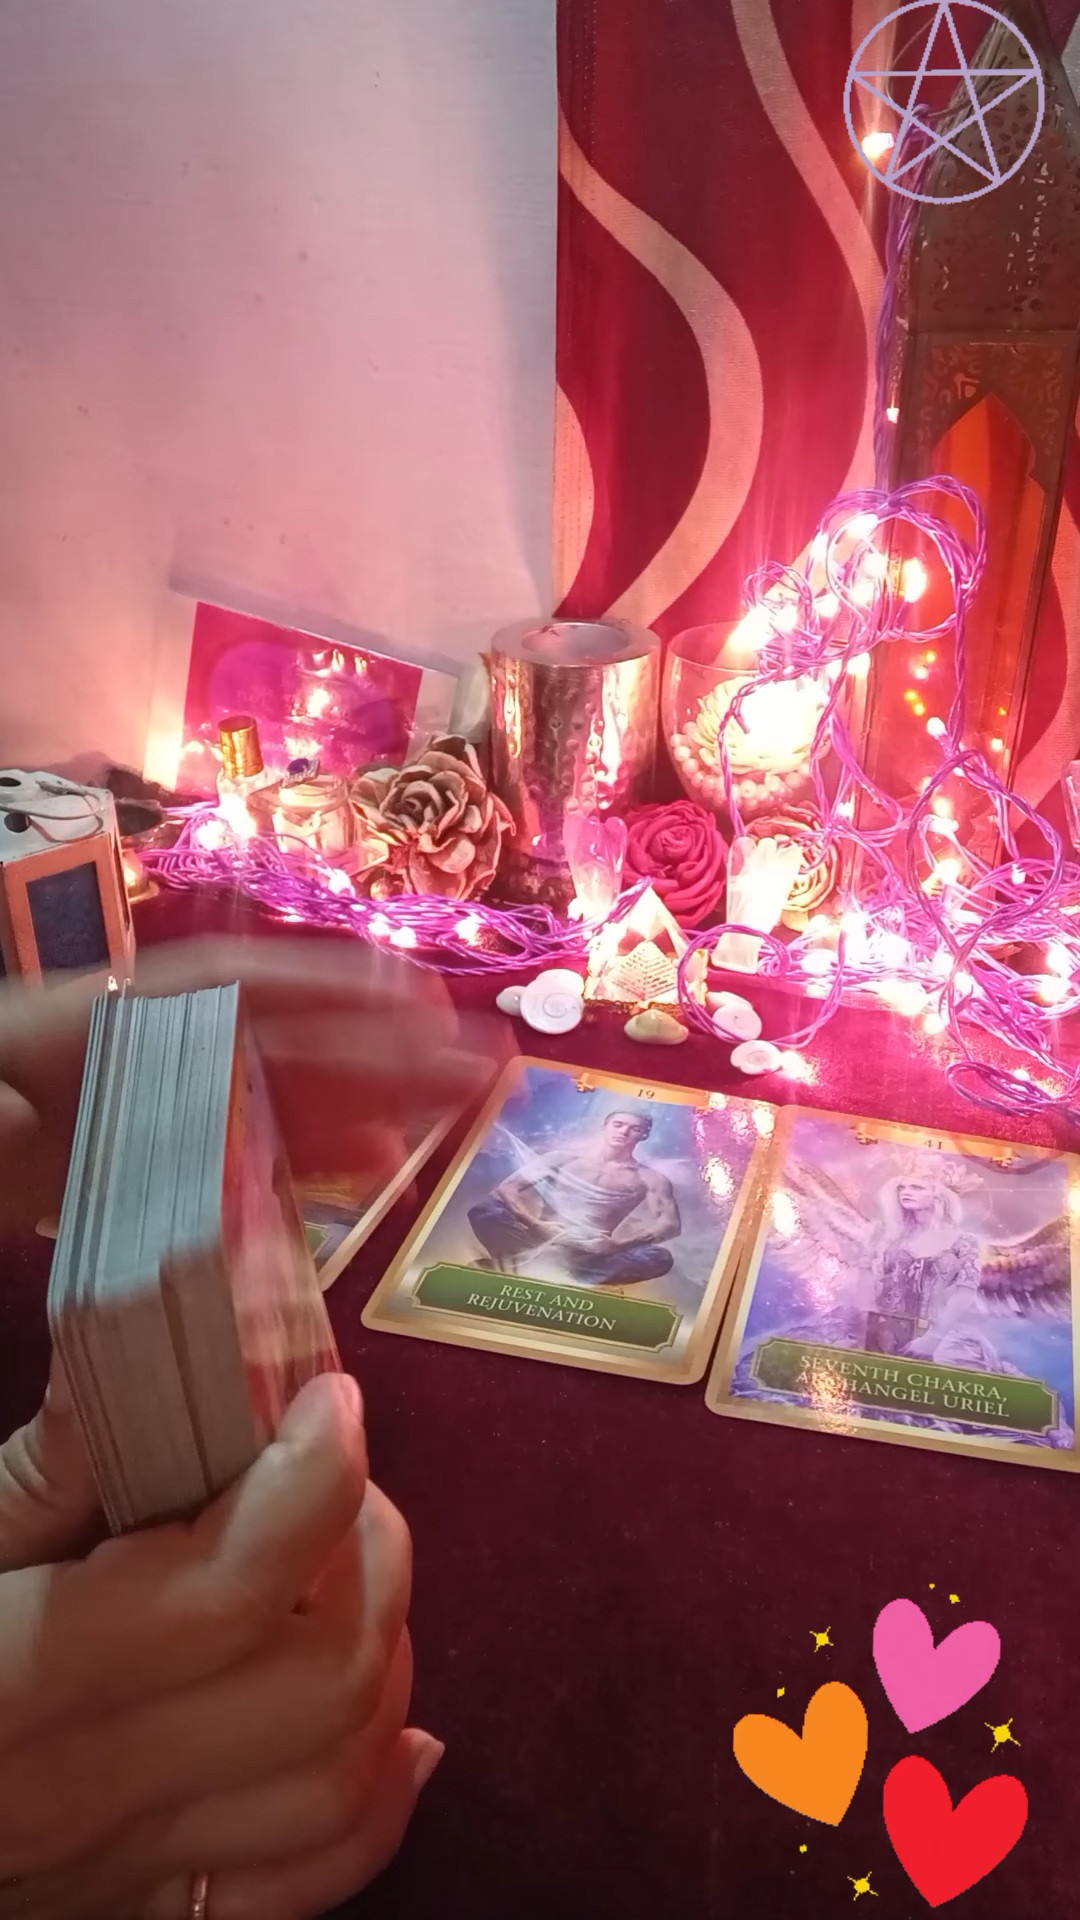 19
REST AND
REJUVENATION
41
SEVENTH CHAKRA,
ARCHANGEL URIEL